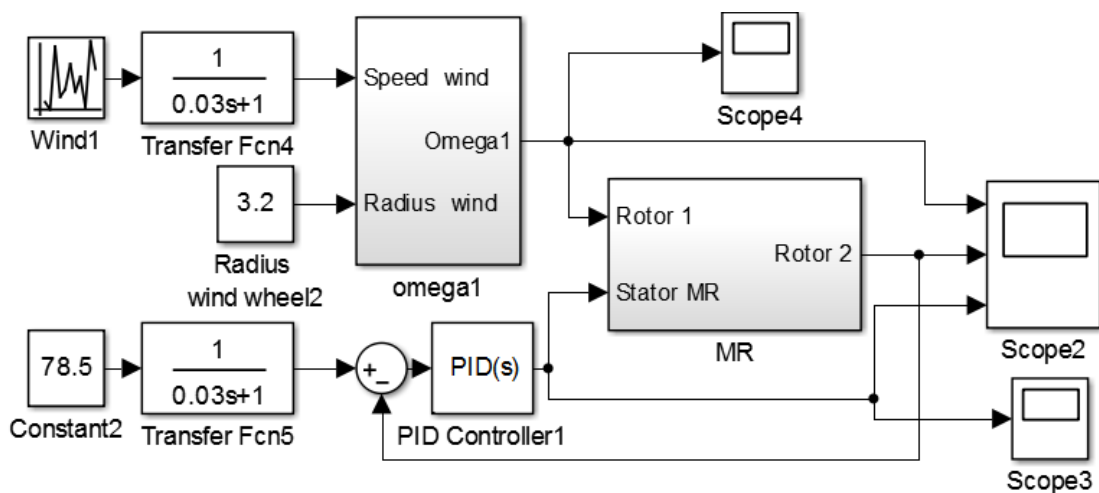 Wind1
1
0.03s+1
Transfer Fcn4
Speed wind
Omega1
Radius wind
omega1
3.2
Radius
wind wheel2
Scope4
Rotor 1
Rotor 2
Stator MR
MR
Scope2
78.5
Constant2
1
0.03s+1
Transfer Fcn5
+
−
PID(s)
PID Controller1
Scope3